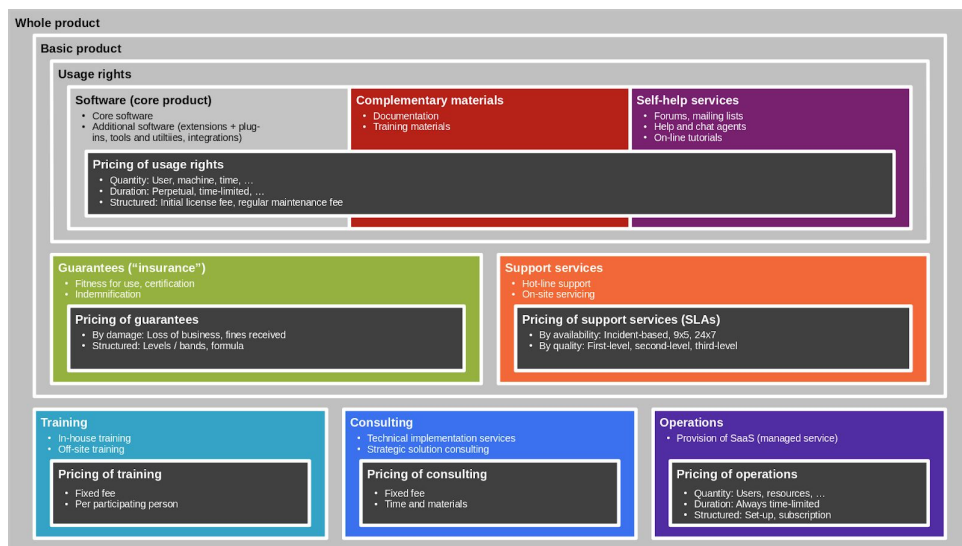 Whole product
Basic product
Usage rights
Software (core product)
• Core software
• Additional software (extensions + plug-
ins, tools and utiltiies, integrations)
Complementary materials
• Documentation
• Training materials
Self-help services
• Forums, mailing lists
• Help and chat agents
• On-line tutorials
Pricing of usage rights
• Quantity: User, machine, time, ...
• Duration: Perpetual, time-limited, ...
• Structured: Initial license fee, regular maintenance fee
Guarantees (“insurance”)
• Fitness for use, certification
• Indemnification
Pricing of guarantees
• By damage: Loss of business, fines received
• Structured: Levels / bands, formula
Support services
• Hot-line support
• On-site servicing
Pricing of support services (SLAs)
• By availability: Incident-based, 9x5, 24x7
• By quality: First-level, second-level, third-level
Training
• In-house training
• Off-site training
Pricing of training
• Fixed fee
• Per participating person
Consulting
• Technical implementation services
• Strategic solution consulting
Pricing of consulting
• Fixed fee
• Time and materials
Operations
• Provision of SaaS (managed service)
Pricing of operations
• Quantity: Users, resources, ...
• Duration: Always time-limited
• Structured: Set-up, subscription